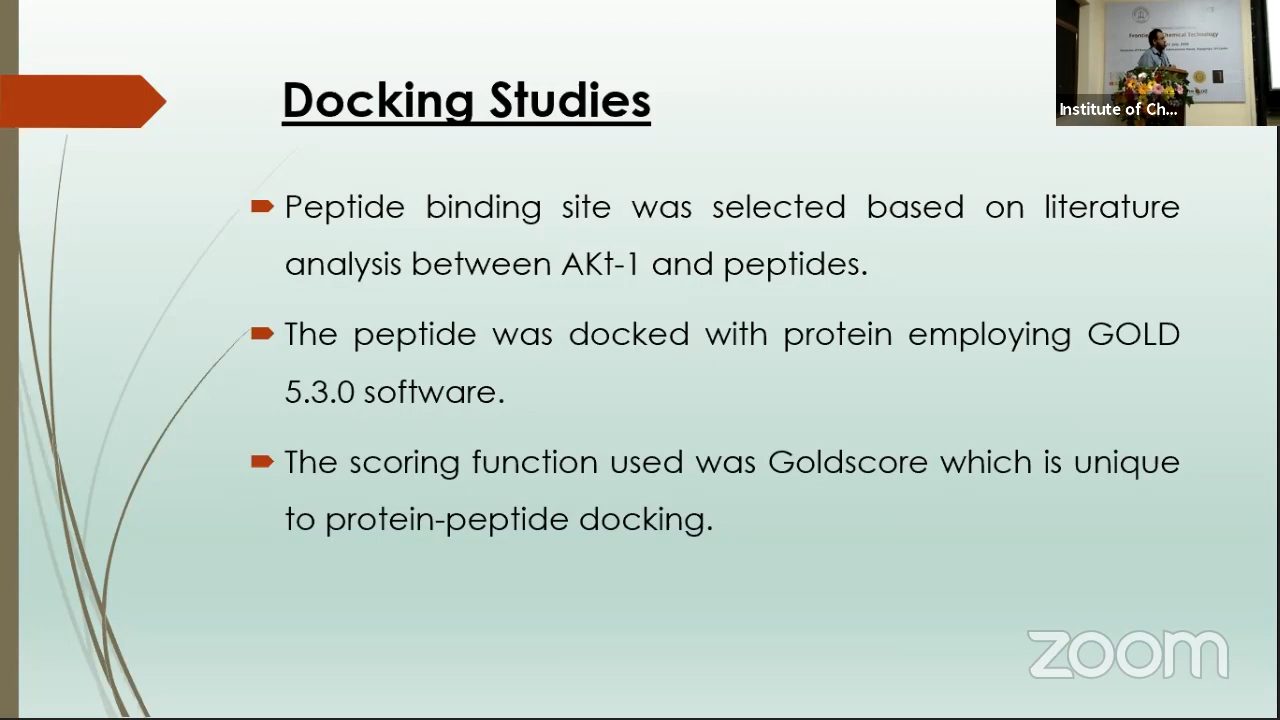 Docking Studies
Peptide binding site was selected based on literature
analysis between AKt-1 and peptides.
The peptide was docked with protein employing GOLD
5.3.0 software.
The scoring function used was Goldscore which is unique
to protein-peptide docking.
Chemical Technology
Institute of Ch...
zoom